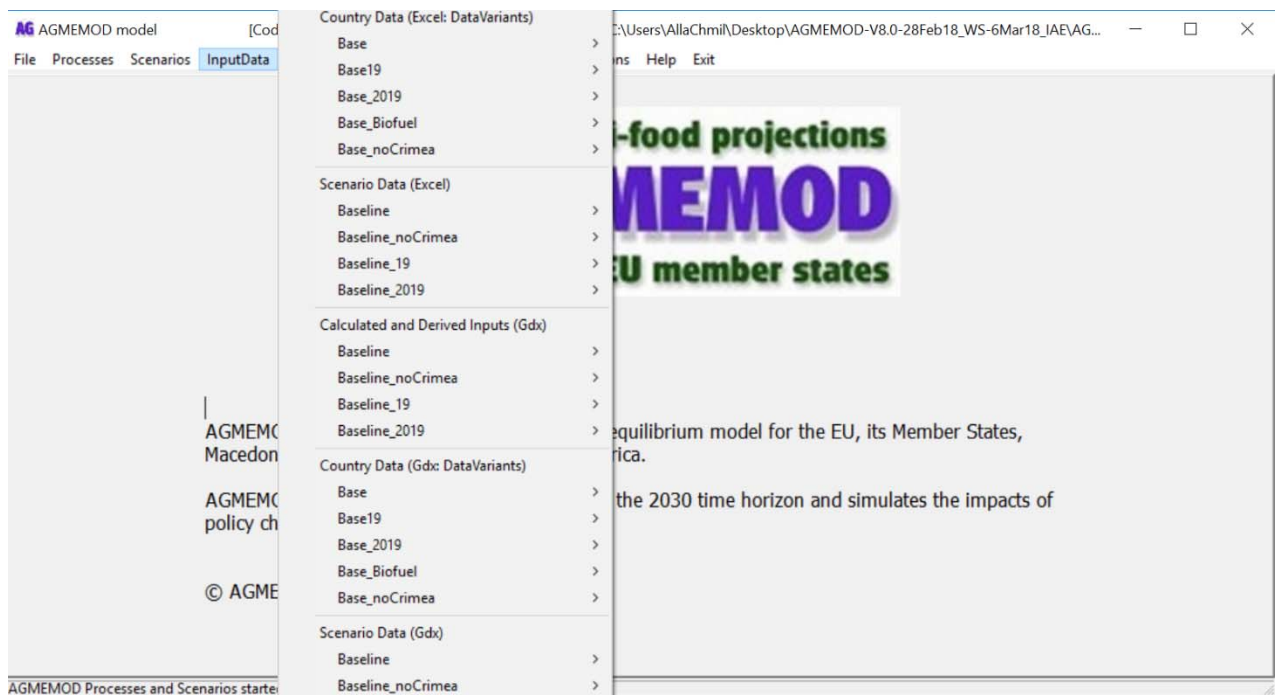 AG AGMEMOD model [Cod :\Users\AllaChmil\Desktop\AGMEMOD-V8.0-28Feb18_WS-6Mar18_IAE\AG...
File Processes Scenarios InputData ns Help Exit
Country Data (Excel: DataVariants)
Base
Base19
Base_2019
Base_Biofuel
Base_noCrimea
Scenario Data (Excel)
Baseline
Baseline_noCrimea
Baseline_19
Baseline_2019
Calculated and Derived Inputs (Gdx)
Baseline
Baseline_noCrimea
Baseline_19
Baseline_2019
Country Data (Gdx: DataVariants)
Base
Base19
Base_2019
Base_Biofuel
Base_noCrimea
Scenario Data (Gdx)
Baseline
Baseline_noCrimea
i-food projections
MEMOD
EU member states
AGMEMO equilibrium model for the EU, its Member States,
Macedon rica.
AGMEMO the 2030 time horizon and simulates the impacts of
policy ch
© AGME
AGMEMOD Processes and Scenarios starte